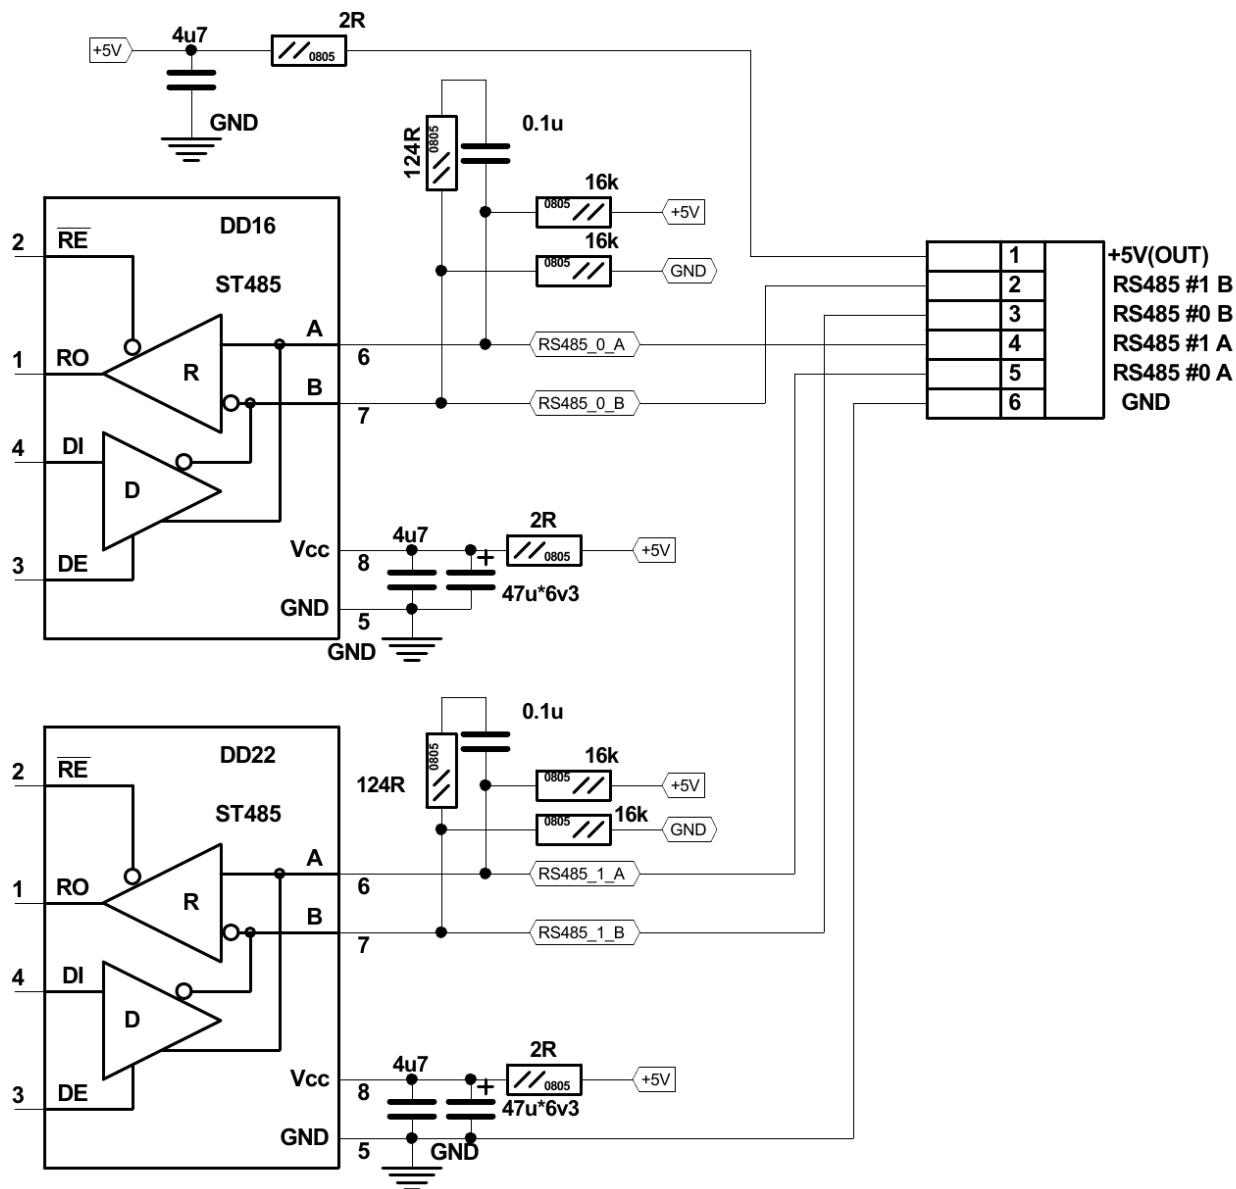 2R
4u7
+5V
0805
GND
0.1u
124R
0805
16k
0805
+5V
16k
0805
GND
DD16
ST485
2
RE
A
6
RS485_0_A
1
RO
R
B
7
RS485_0_B
4
DI
D
3
DE
Vcc
8
4u7
2R
0805
+5V
47u*6v3
GND
5
GND
1
+5V(OUT)
2
RS485 #1 B
3
RS485 #0 B
4
RS485 #1 A
5
RS485 #0 A
6
GND
0.1u
124R
0805
16k
0805
+5V
16k
0805
GND
DD22
ST485
2
RE
A
6
RS485_1_A
1
RO
R
B
7
RS485_1_B
4
DI
D
3
DE
Vcc
8
4u7
2R
0805
+5V
47u*6v3
GND
5
GND